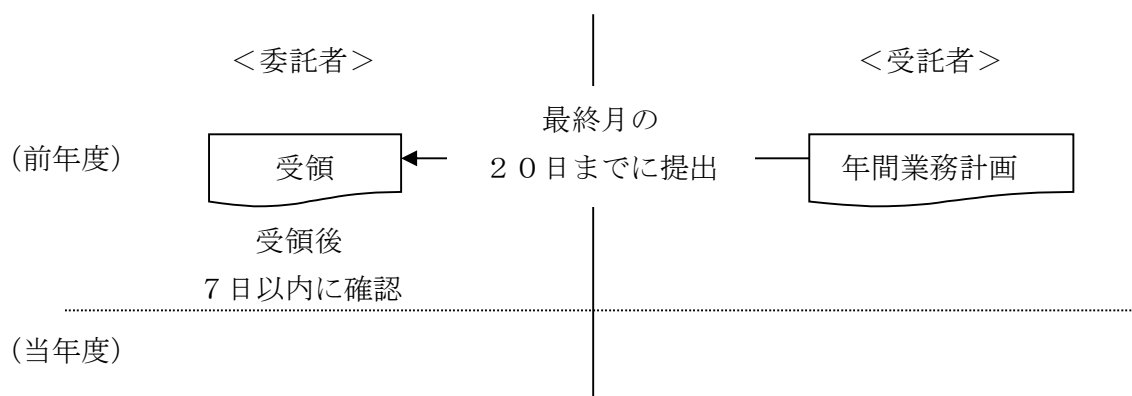 ＜委託者＞
＜受託者＞
(前年度)
受領
最終月の
２０日までに提出
年間業務計画
受領後
７日以内に確認
(当年度)